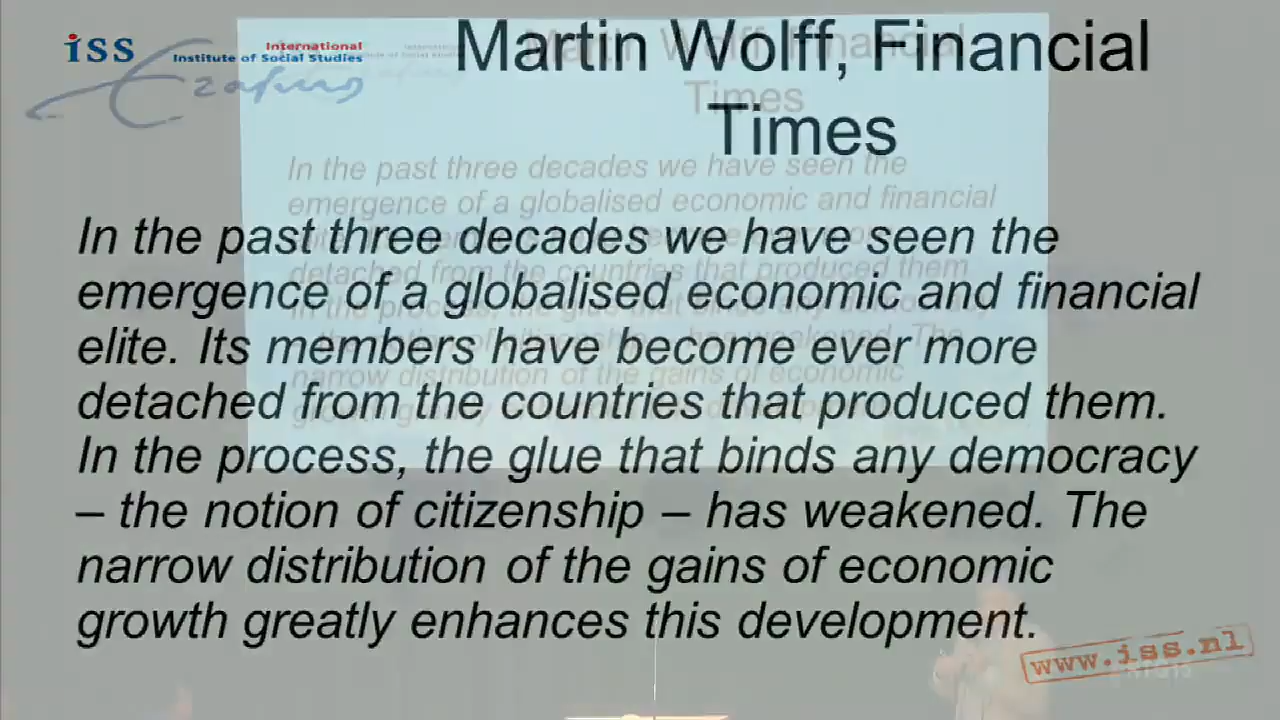 iss
International
Institute of Social Studies
Erasmus
Martin Wolff, Financial
Times
In the past three decades we have seen the
emergence of a globalised economic and financial
elite. Its members have become ever more
detached from the countries that produced them.
In the process, the glue that binds any democracy
– the notion of citizenship – has weakened. The
narrow distribution of the gains of economic
growth greatly enhances this development.
www.iss.nl